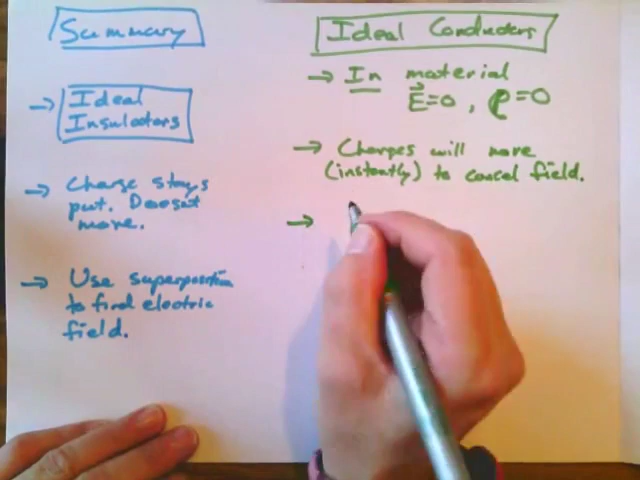 Summary
→ Ideal
Insulators
→ Charge stays
put. Doesnt
move.
→ Use superposition
to find electric
field.
Ideal Conductors
→ In material
E⃗=0, ρ=0
→ Charges will move
(instantly) to cancel field.
→